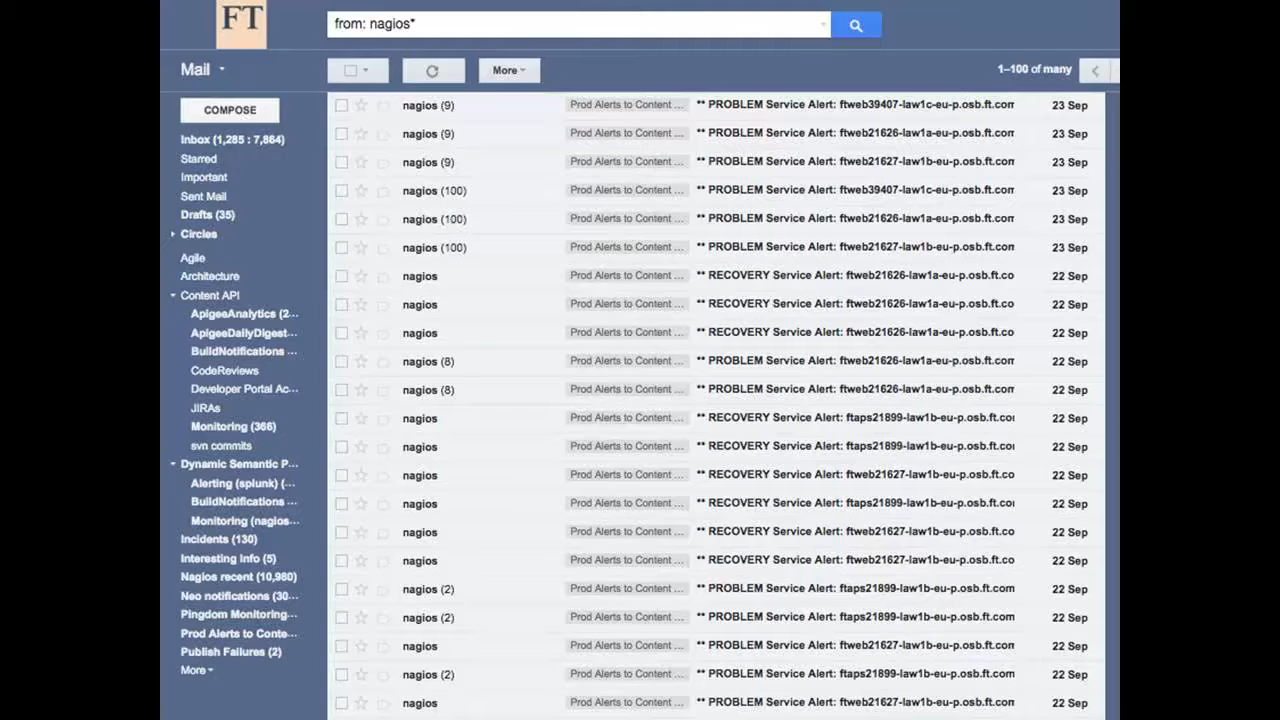 FT
from: nagios*
Mail
More
1–100 of many
COMPOSE
Inbox (1,285 : 7,864)
Starred
Important
Sent Mail
Drafts (35)
Circles
Agile
Architecture
Content API
ApigeeAnalytics (2...
ApigeeDailyDigest...
BuildNotifications ...
CodeReviews
Developer Portal Ac...
JIRAs
Monitoring (366)
svn commits
Dynamic Semantic P...
Alerting (splunk) (...
BuildNotifications ...
Monitoring (nagios...
Incidents (130)
Interesting Info (5)
Nagios recent (10,980)
Neo notifications (30...
Pingdom Monitoring...
Prod Alerts to Conte...
Publish Failures (2)
More
nagios (9) Prod Alerts to Content ... ** PROBLEM Service Alert: ftweb39407-law1c-eu-p.osb.ft.com 23 Sep
nagios (9) Prod Alerts to Content ... ** PROBLEM Service Alert: ftweb21626-law1a-eu-p.osb.ft.com 23 Sep
nagios (9) Prod Alerts to Content ... ** PROBLEM Service Alert: ftweb21627-law1b-eu-p.osb.ft.com 23 Sep
nagios (100) Prod Alerts to Content ... ** PROBLEM Service Alert: ftweb39407-law1c-eu-p.osb.ft.com 23 Sep
nagios (100) Prod Alerts to Content ... ** PROBLEM Service Alert: ftweb21626-law1a-eu-p.osb.ft.com 23 Sep
nagios (100) Prod Alerts to Content ... ** PROBLEM Service Alert: ftweb21627-law1b-eu-p.osb.ft.com 23 Sep
nagios Prod Alerts to Content ... ** RECOVERY Service Alert: ftweb21626-law1a-eu-p.osb.ft.co 22 Sep
nagios Prod Alerts to Content ... ** RECOVERY Service Alert: ftweb21626-law1a-eu-p.osb.ft.co 22 Sep
nagios Prod Alerts to Content ... ** RECOVERY Service Alert: ftweb21626-law1a-eu-p.osb.ft.co 22 Sep
nagios (8) Prod Alerts to Content ... ** PROBLEM Service Alert: ftweb21626-law1a-eu-p.osb.ft.com 22 Sep
nagios (8) Prod Alerts to Content ... ** PROBLEM Service Alert: ftweb21626-law1a-eu-p.osb.ft.com 22 Sep
nagios Prod Alerts to Content ... ** RECOVERY Service Alert: ftaps21899-law1b-eu-p.osb.ft.co 22 Sep
nagios Prod Alerts to Content ... ** RECOVERY Service Alert: ftaps21899-law1b-eu-p.osb.ft.co 22 Sep
nagios Prod Alerts to Content ... ** RECOVERY Service Alert: ftweb21627-law1b-eu-p.osb.ft.co 22 Sep
nagios Prod Alerts to Content ... ** RECOVERY Service Alert: ftaps21899-law1b-eu-p.osb.ft.co 22 Sep
nagios Prod Alerts to Content ... ** RECOVERY Service Alert: ftweb21627-law1b-eu-p.osb.ft.co 22 Sep
nagios Prod Alerts to Content ... ** RECOVERY Service Alert: ftweb21627-law1b-eu-p.osb.ft.co 22 Sep
nagios (2) Prod Alerts to Content ... ** PROBLEM Service Alert: ftaps21899-law1b-eu-p.osb.ft.com 22 Sep
nagios (2) Prod Alerts to Content ... ** PROBLEM Service Alert: ftaps21899-law1b-eu-p.osb.ft.com 22 Sep
nagios Prod Alerts to Content ... ** PROBLEM Service Alert: ftweb21627-law1b-eu-p.osb.ft.com 22 Sep
nagios (2) Prod Alerts to Content ... ** PROBLEM Service Alert: ftaps21899-law1b-eu-p.osb.ft.com 22 Sep
nagios Prod Alerts to Content ... ** PROBLEM Service Alert: ftweb21627-law1b-eu-p.osb.ft.com 22 Sep